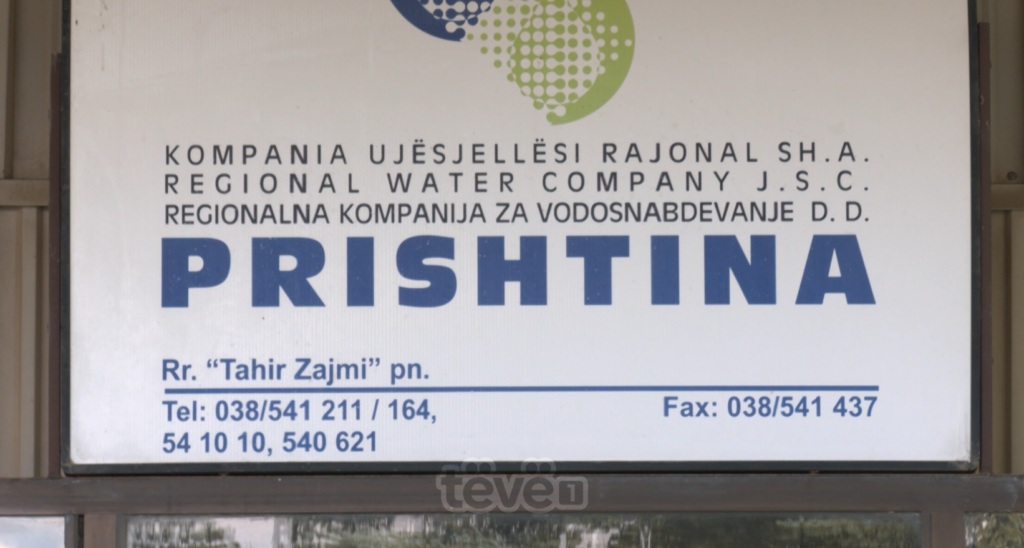 KOMPANIA UJËSJELLËSI RAJONAL SH.A.
REGIONAL WATER COMPANY J.S.C.
REGIONALNA KOMPANIJA ZA VODOSNABDEVANJE D.D.
PRISHTINA
Rr. “Tahir Zajmi” pn.
Tel: 038/541 211 / 164,
Fax: 038/541 437
54 10 10, 540 621
tëvë1